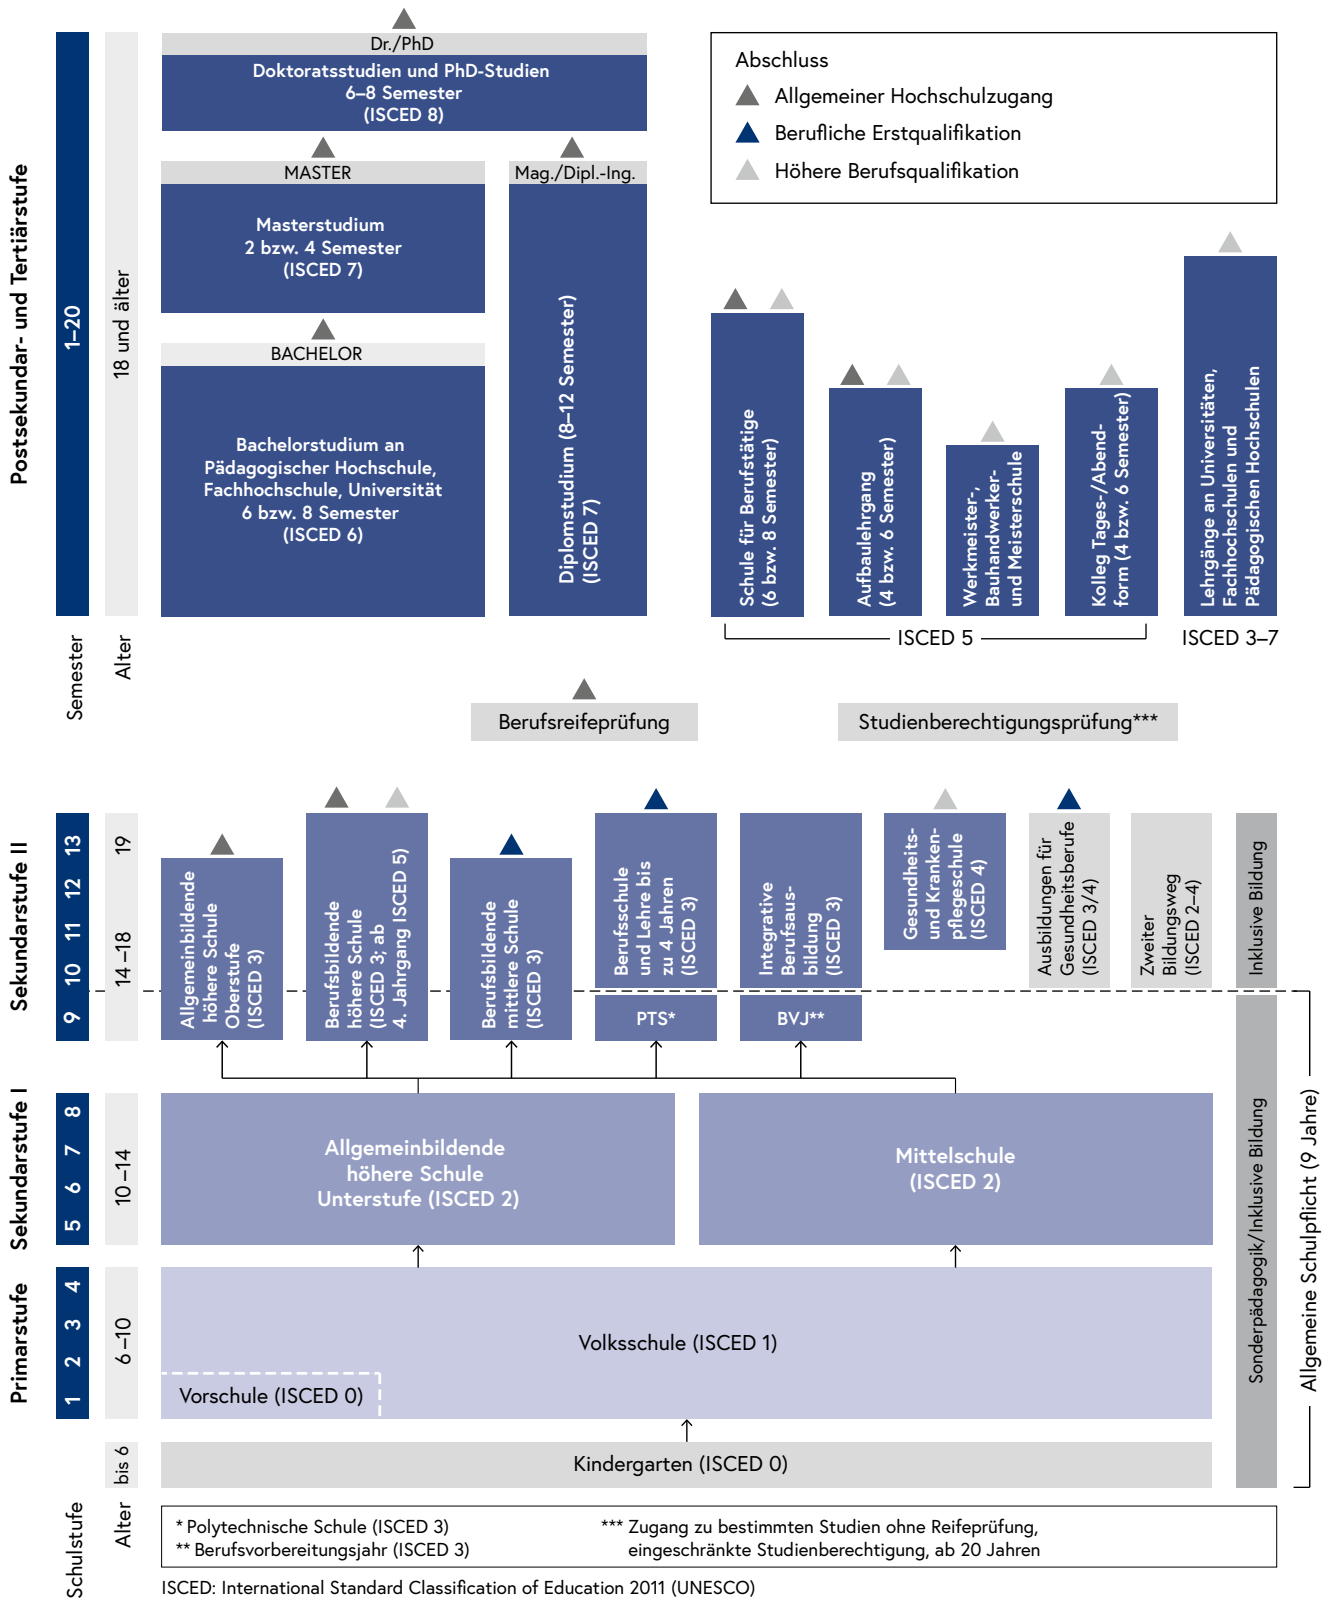 Postsekundar- und Tertiärstufe
1–20
18 und älter
Semester
Alter
Dr./PhD
Doktoratsstudien und PhD-Studien
6–8 Semester
(ISCED 8)
MASTER
Masterstudium
2 bzw. 4 Semester
(ISCED 7)
BACHELOR
Bachelorstudium an
Pädagogischer Hochschule,
Fachhochschule, Universität
6 bzw. 8 Semester
(ISCED 6)
Mag./Dipl.-Ing.
Diplomstudium (8–12 Semester)
(ISCED 7)
Abschluss
Allgemeiner Hochschulzugang
Berufliche Erstqualifikation
Höhere Berufsqualifikation
Schule für Berufstätige
(6 bzw. 8 Semester)
Aufbaulehrgang
(4 bzw. 6 Semester)
Werkmeister-,
Bauhandwerker-
und Meisterschule
Kolleg Tages-/Abend-
form (4 bzw. 6 Semester)
Lehrgänge an Universitäten,
Fachhochschulen und
Pädagogischen Hochschulen
ISCED 5
ISCED 3–7
Berufsreifeprüfung
Studienberechtigungsprüfung***
Sekundarstufe II
9 10 11 12 13
14–18
19
Allgemeinbildende
höhere Schule
Oberstufe
(ISCED 3)
Berufsbildende
höhere Schule
(ISCED 3; ab
4. Jahrgang ISCED 5)
Berufsbildende
mittlere Schule
(ISCED 3)
Berufsschule
und Lehre bis
zu 4 Jahren
(ISCED 3)
PTS*
Integrative
Berufsaus-
bildung
(ISCED 3)
BVJ**
Gesundheits-
und Kranken-
pflegeschule
(ISCED 4)
Ausbildungen für
Gesundheitsberufe
(ISCED 3/4)
Zweiter
Bildungsweg
(ISCED 2–4)
Inklusive Bildung
Sekundarstufe I
5 6 7 8
10–14
Allgemeinbildende
höhere Schule
Unterstufe (ISCED 2)
Mittelschule
(ISCED 2)
Sonderpädagogik/Inklusive Bildung
Allgemeine Schulpflicht (9 Jahre)
Primarstufe
1 2 3 4
6–10
Volksschule (ISCED 1)
Vorschule (ISCED 0)
bis 6
Kindergarten (ISCED 0)
Schulstufe
Alter
* Polytechnische Schule (ISCED 3)
** Berufsvorbereitungsjahr (ISCED 3)
*** Zugang zu bestimmten Studien ohne Reifeprüfung,
eingeschränkte Studienberechtigung, ab 20 Jahren
ISCED: International Standard Classification of Education 2011 (UNESCO)